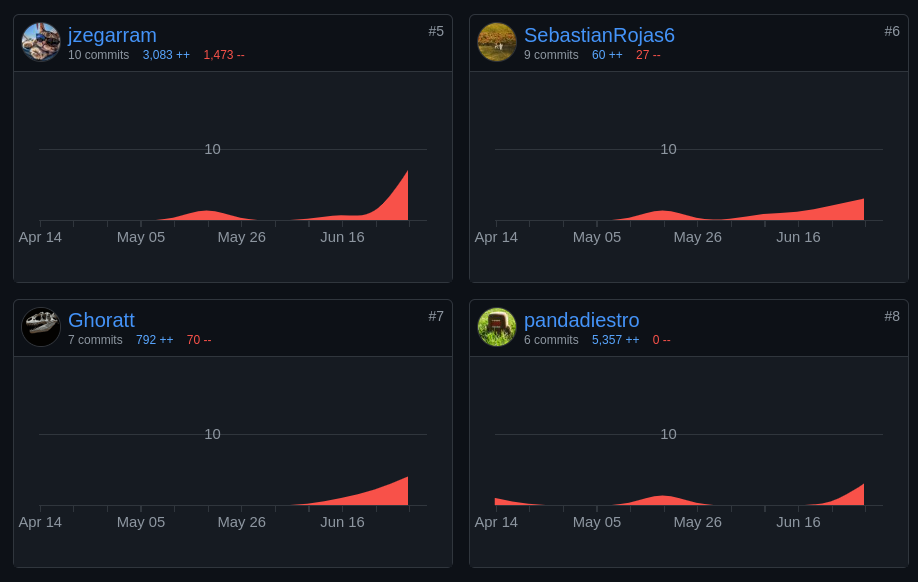 jzegarram
#5
10 commits 3,083 ++ 1,473 --
10
Apr 14 May 05 May 26 Jun 16
SebastianRojas6
#6
9 commits 60 ++ 27 --
10
Apr 14 May 05 May 26 Jun 16
Ghoratt
#7
7 commits 792 ++ 70 --
10
Apr 14 May 05 May 26 Jun 16
pandadiestro
#8
6 commits 5,357 ++ 0 --
10
Apr 14 May 05 May 26 Jun 16